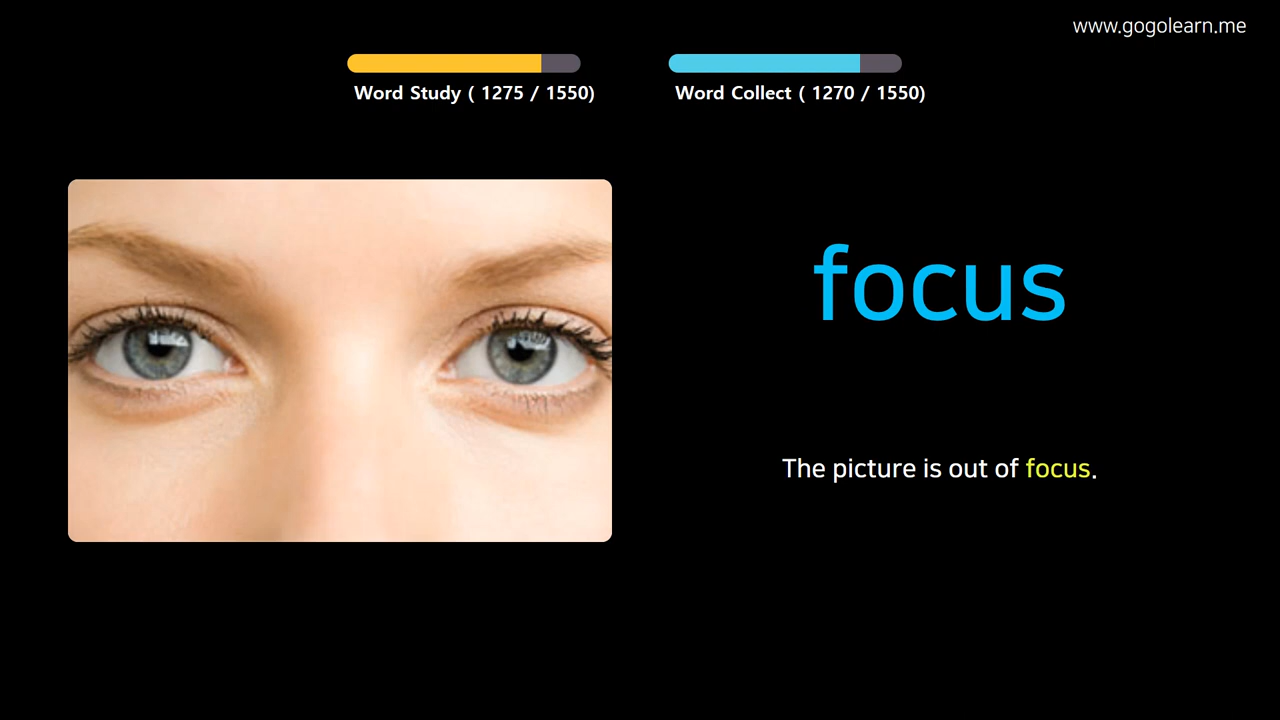 www.gogolearn.me
Word Study ( 1275 / 1550)
Word Collect ( 1270 / 1550)
focus
The picture is out of focus.